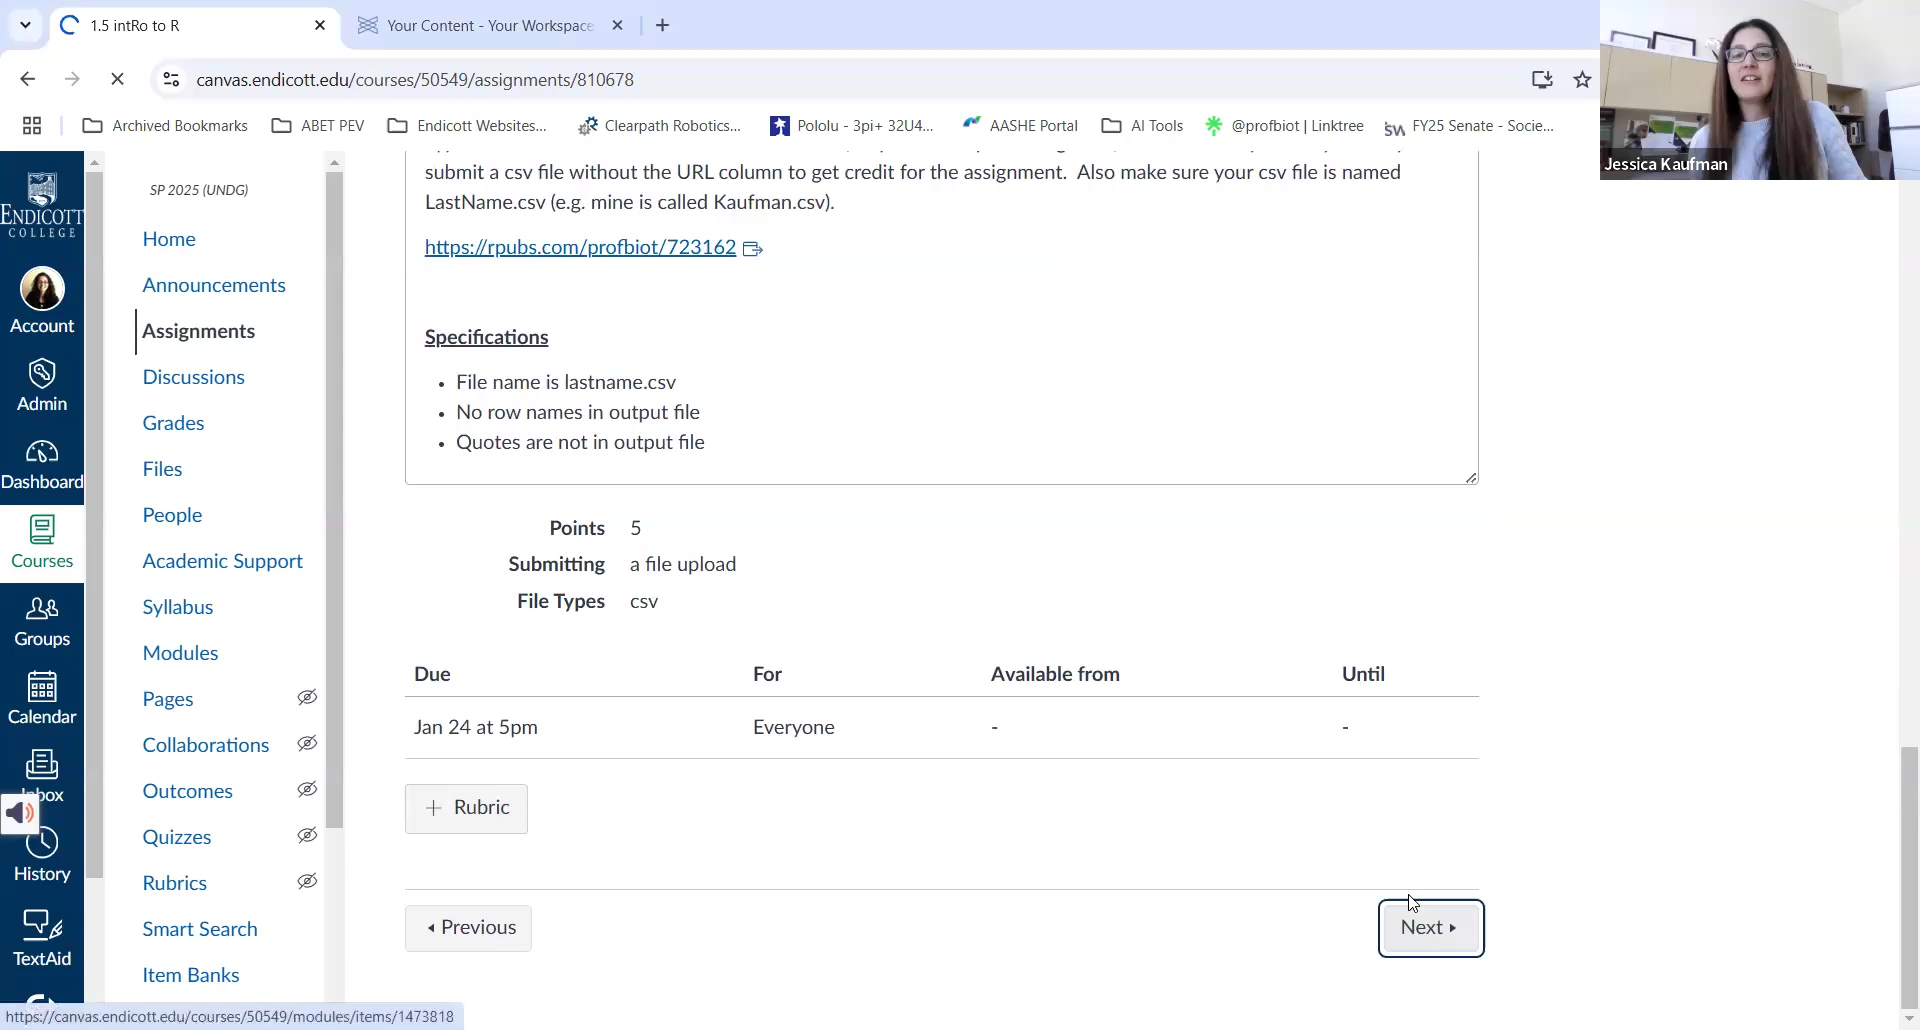 1.5 intRo to R
Your Content - Your Workspace
canvas.endicott.edu/courses/50549/assignments/810678
Archived Bookmarks
ABET PEV
Endicott Websites...
Clearpath Robotics...
Pololu - 3pi+ 32U4...
AASHE Portal
AI Tools
@profbiot | Linktree
SW
FY25 Senate - Socie...
Jessica Kaufman
ENDICOTT
COLLEGE
Account
Admin
Dashboard
Courses
Groups
Calendar
Inbox
History
TextAid
SP 2025 (UNDG)
Home
Announcements
Assignments
Discussions
Grades
Files
People
Academic Support
Syllabus
Modules
Pages
Collaborations
Outcomes
Quizzes
Rubrics
Smart Search
Item Banks
submit a csv file without the URL column to get credit for the assignment. Also make sure your csv file is named
LastName.csv (e.g. mine is called Kaufman.csv).
https://rpubs.com/profbiot/723162
Specifications
• File name is lastname.csv
• No row names in output file
• Quotes are not in output file
Points 5
Submitting a file upload
File Types csv
Due For Available from Until
Jan 24 at 5pm Everyone - -
+ Rubric
Previous
Next
https://canvas.endicott.edu/courses/50549/modules/items/1473818